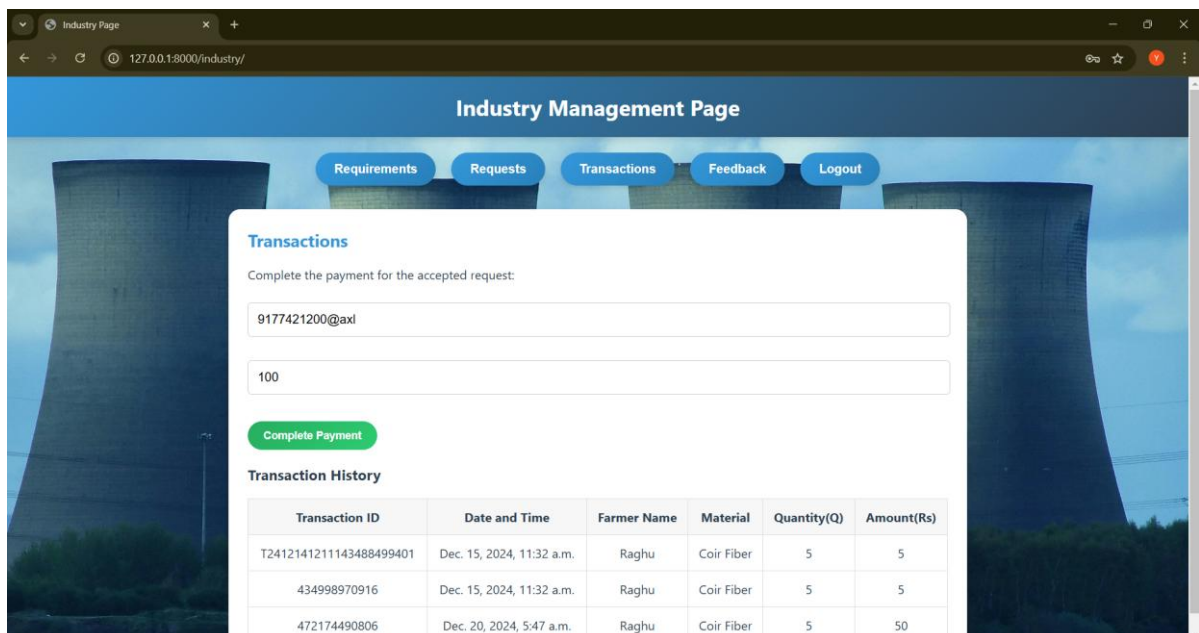 Industry Page
127.0.0.1:8000/industry/
Y
Industry Management Page
Requirements Requests Transactions Feedback Logout
Transactions
Complete the payment for the accepted request:
9177421200@axl
100
Complete Payment
Transaction History
Transaction ID Date and Time Farmer Name Material Quantity(Q) Amount(Rs)
T2412141211143488499401 Dec. 15, 2024, 11:32 a.m. Raghu Coir Fiber 5 5
434998970916 Dec. 15, 2024, 11:32 a.m. Raghu Coir Fiber 5 5
472174490806 Dec. 20, 2024, 5:47 a.m. Raghu Coir Fiber 5 50